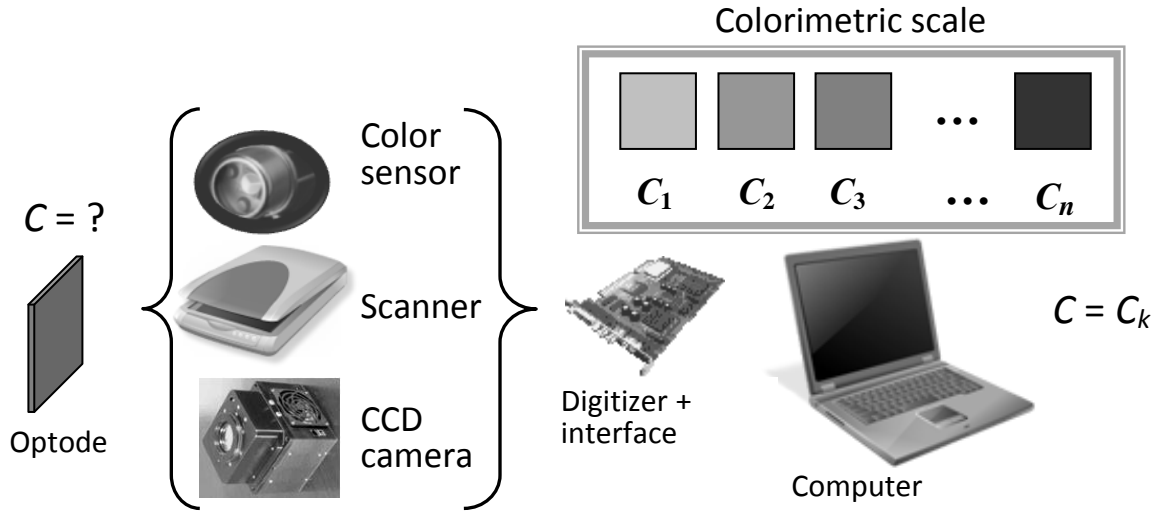 Colorimetric scale
C₁ C₂ C₃ ... Cₙ
C = ?
Optode
Color
sensor
Scanner
CCD
camera
Digitizer +
interface
Computer
C = Cₖ